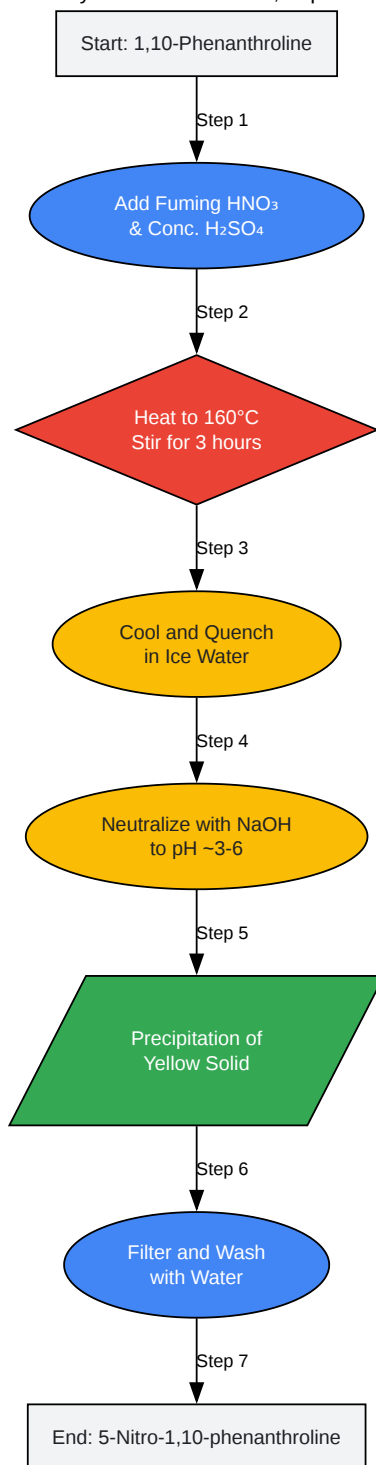 Start: 1,10-Phenanthroline
Step 1
Add Fuming HNO₃
& Conc. H₂SO₄
Step 2
Heat to 160°C
Stir for 3 hours
Step 3
Cool and Quench
in Ice Water
Step 4
Neutralize with NaOH
to pH ~3-6
Step 5
Precipitation of
Yellow Solid
Step 6
Filter and Wash
with Water
Step 7
End: 5-Nitro-1,10-phenanthroline